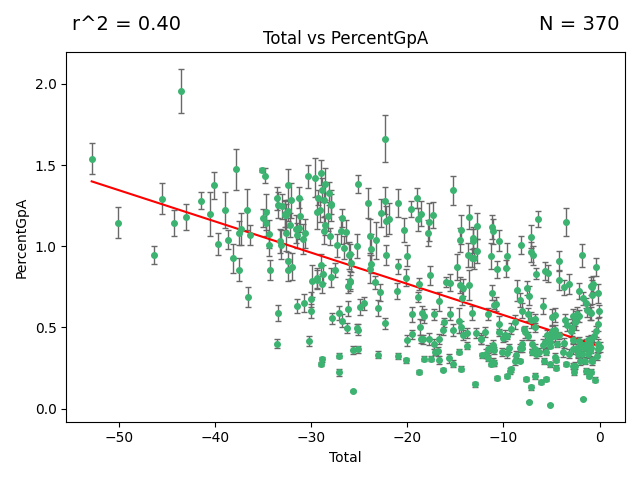 r^2 = 0.40
N = 370
Total vs PercentGpA
PercentGpA
2.0
1.5
1.0
0.5
0.0
−50
−40
−30
−20
−10
0
Total